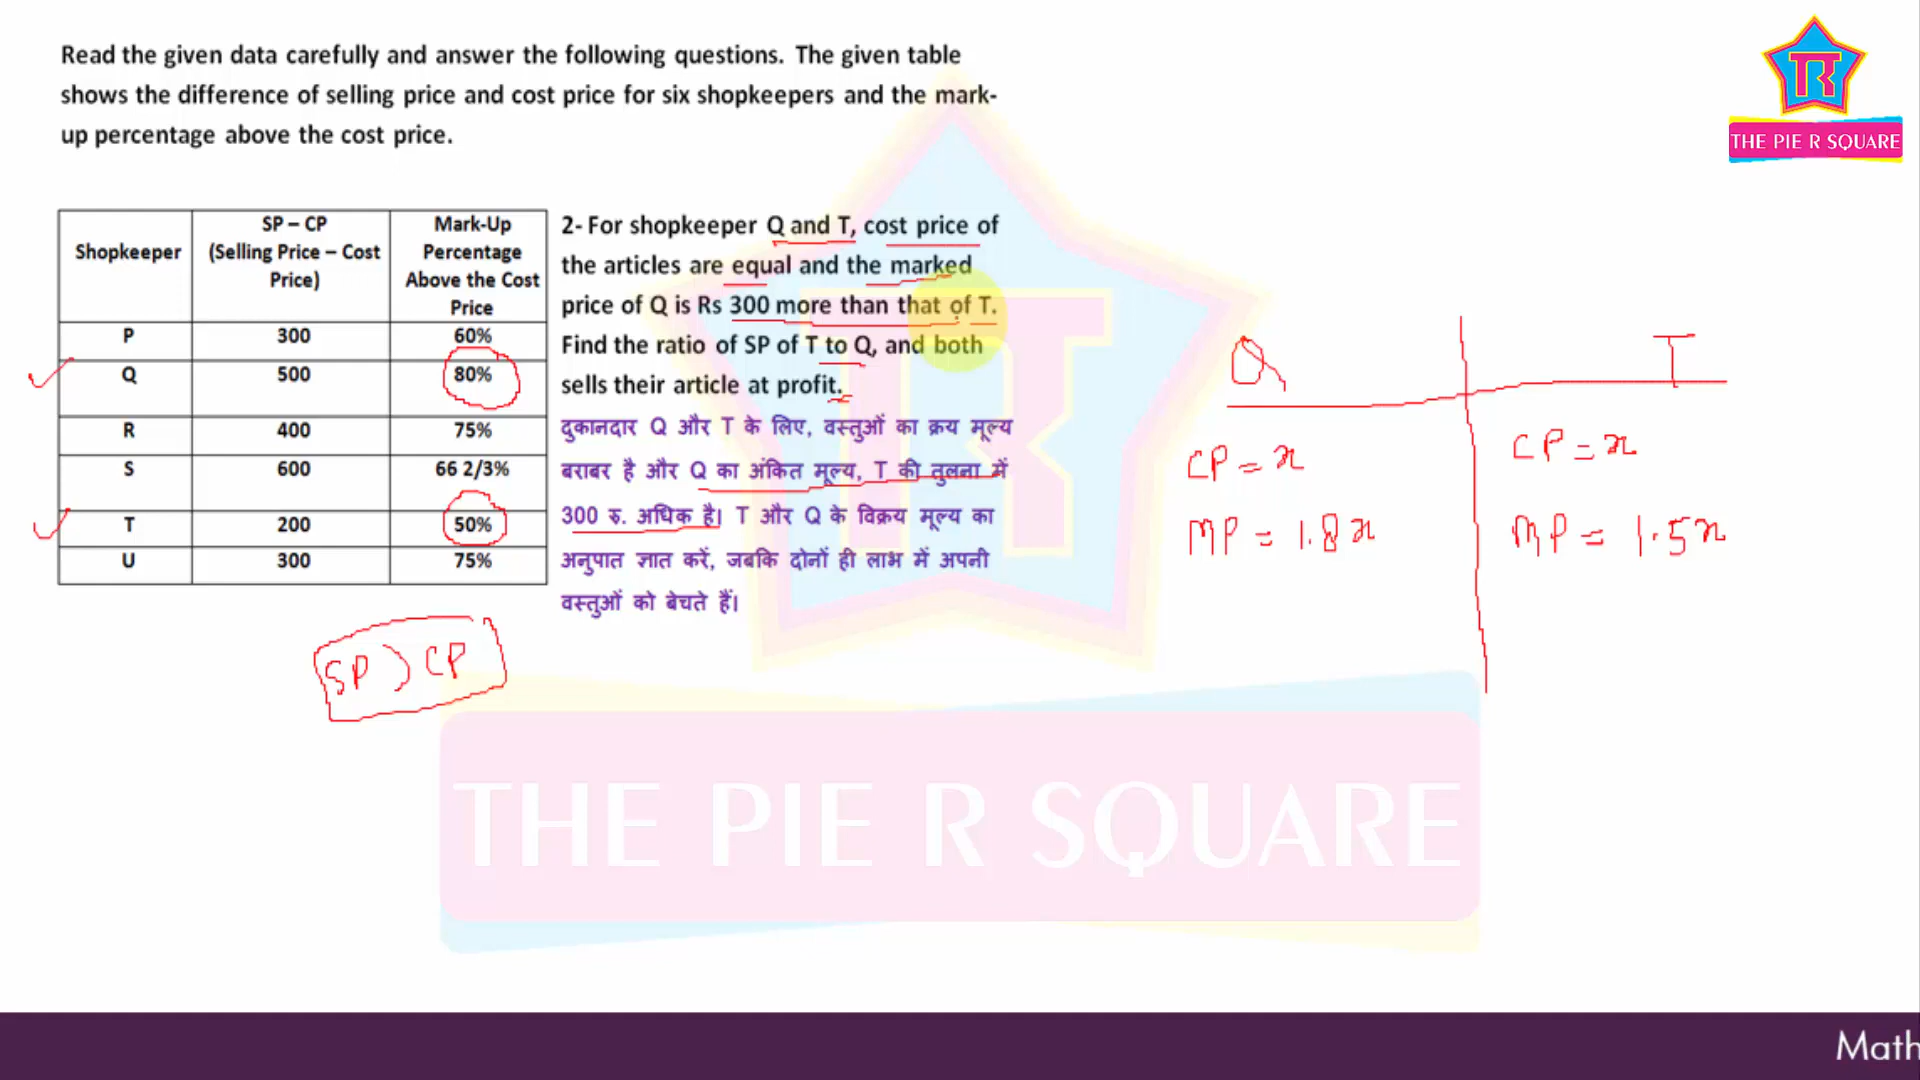 Read the given data carefully and answer the following questions. The given table
shows the difference of selling price and cost price for six shopkeepers and the mark-
up percentage above the cost price.
THE PIE R SQUARE
Shopkeeper
SP – CP
(Selling Price – Cost
Price)
Mark-Up
Percentage
Above the Cost
Price
P 300 60%
Q 500 80%
R 400 75%
S 600 66 2/3%
T 200 50%
U 300 75%
2- For shopkeeper Q and T, cost price of
the articles are equal and the marked
price of Q is Rs 300 more than that of T.
Find the ratio of SP of T to Q, and both
sells their article at profit.
दुकानदार Q और T के लिए, वस्तुओं का क्रय मूल्य
बराबर है और Q का अंकित मूल्य, T की तुलना में
300 रु. अधिक है। T और Q के विक्रय मूल्य का
अनुपात ज्ञात करें, जबकि दोनों ही लाभ में अपनी
वस्तुओं को बेचते हैं।
Q T
CP = x CP = x
MP = 1.8x MP = 1.5x
SP > CP
THE PIE R SQUARE
Math